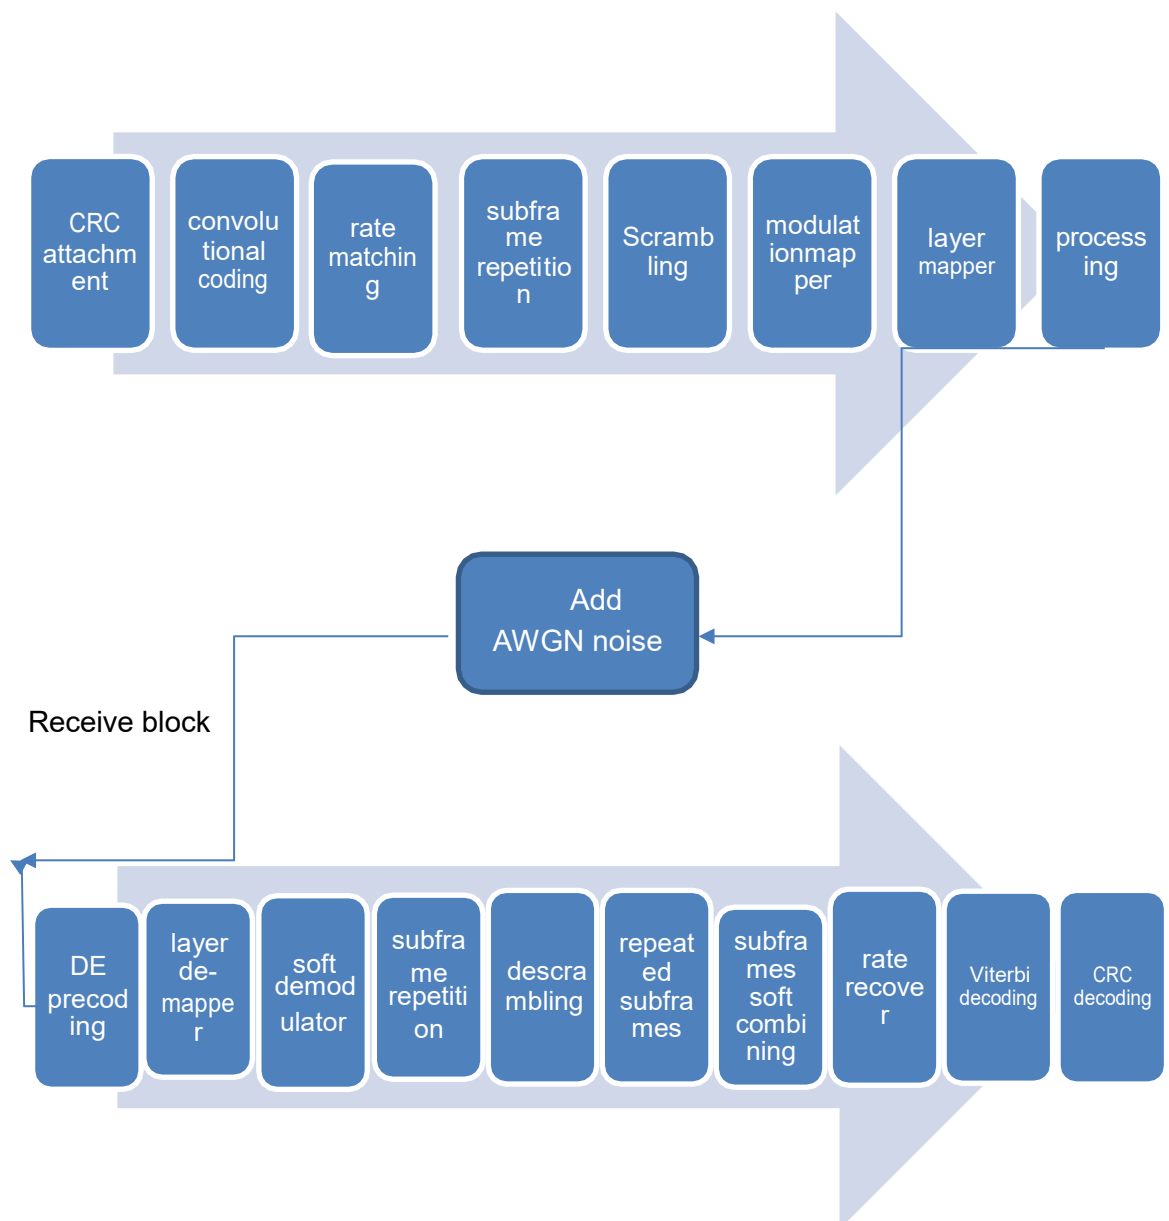 CRC
attachm
ent
convolu
tional
coding
rate
matchin
g
subfra
me
repetitio
n
Scramb
ling
modulat
ionmap
per
layer
mapper
process
ing
Add
AWGN noise
Receive block
DE
precod
ing
layer
de-
mappe
r
soft
demod
ulator
subfra
me
repetiti
on
descra
mbling
repeat
ed
subfra
mes
subfra
mes
soft
comb
ining
rate
recove
r
Viterbi
decoding
CRC
decoding